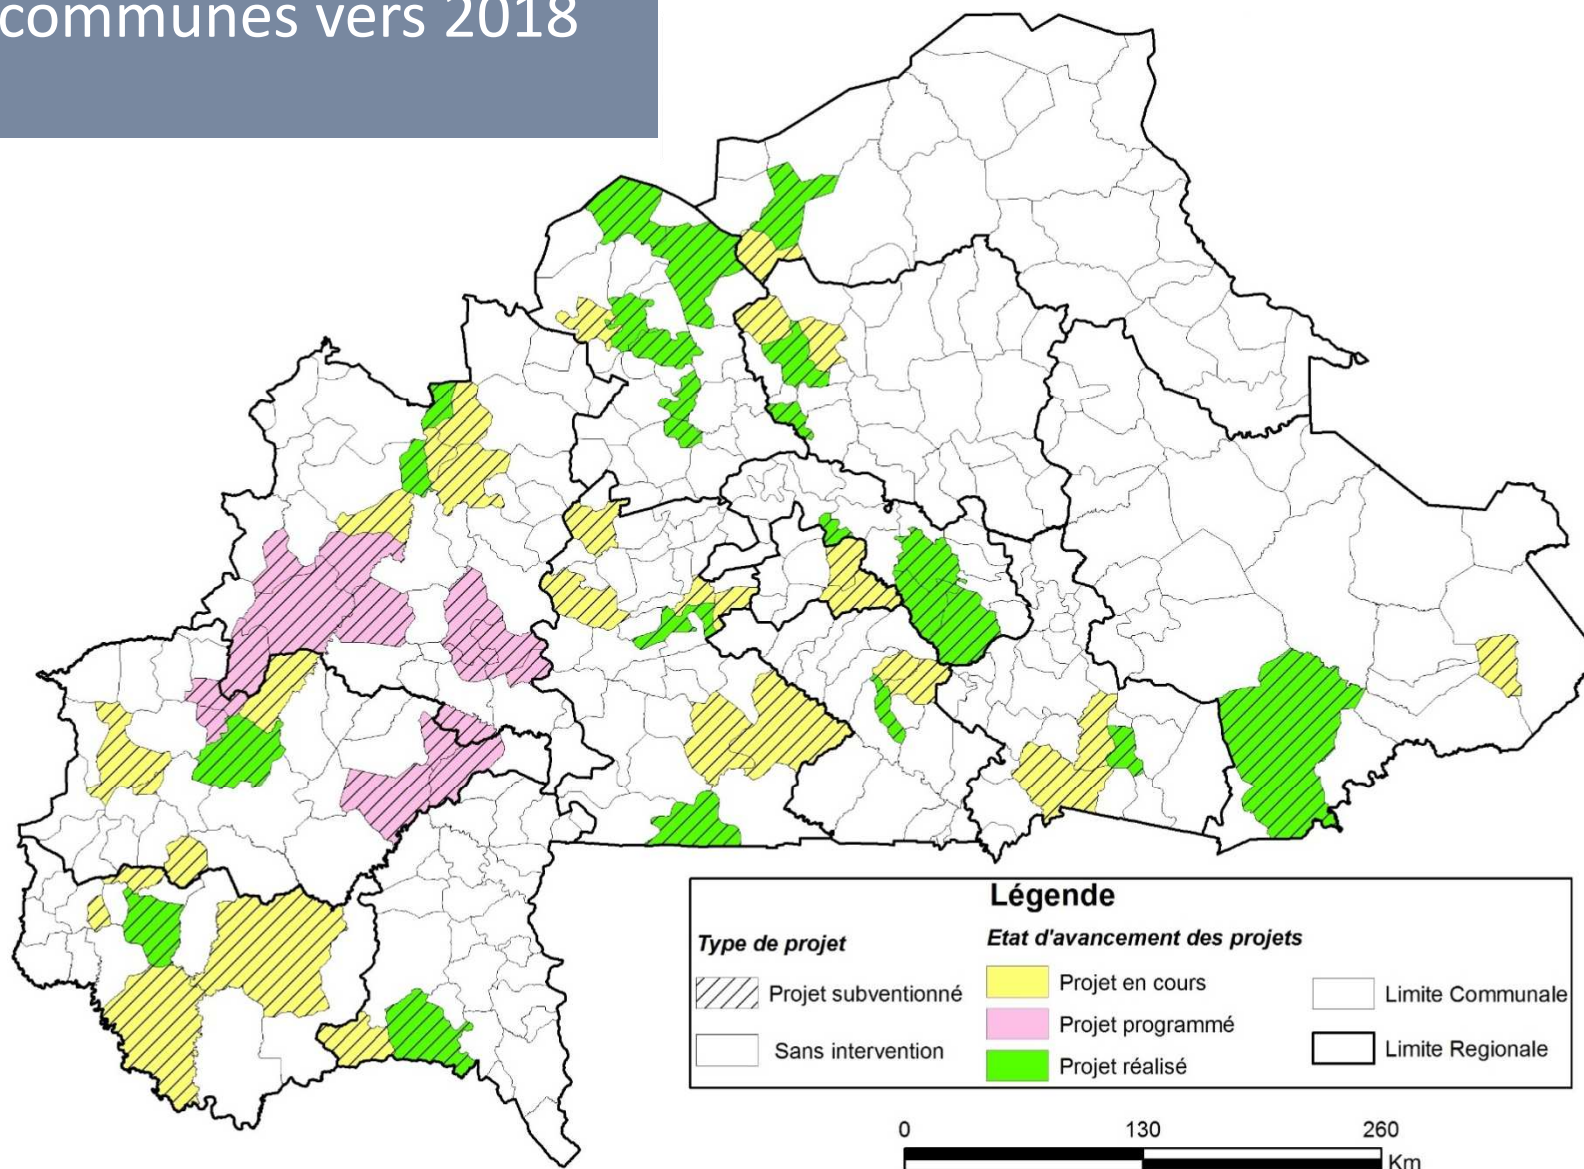 communes vers 2018
Légende
Type de projet
Projet subventionné
Sans intervention
Etat d'avancement des projets
Projet en cours
Projet programmé
Projet réalisé
Limite Communale
Limite Regionale
0 130 260
Km